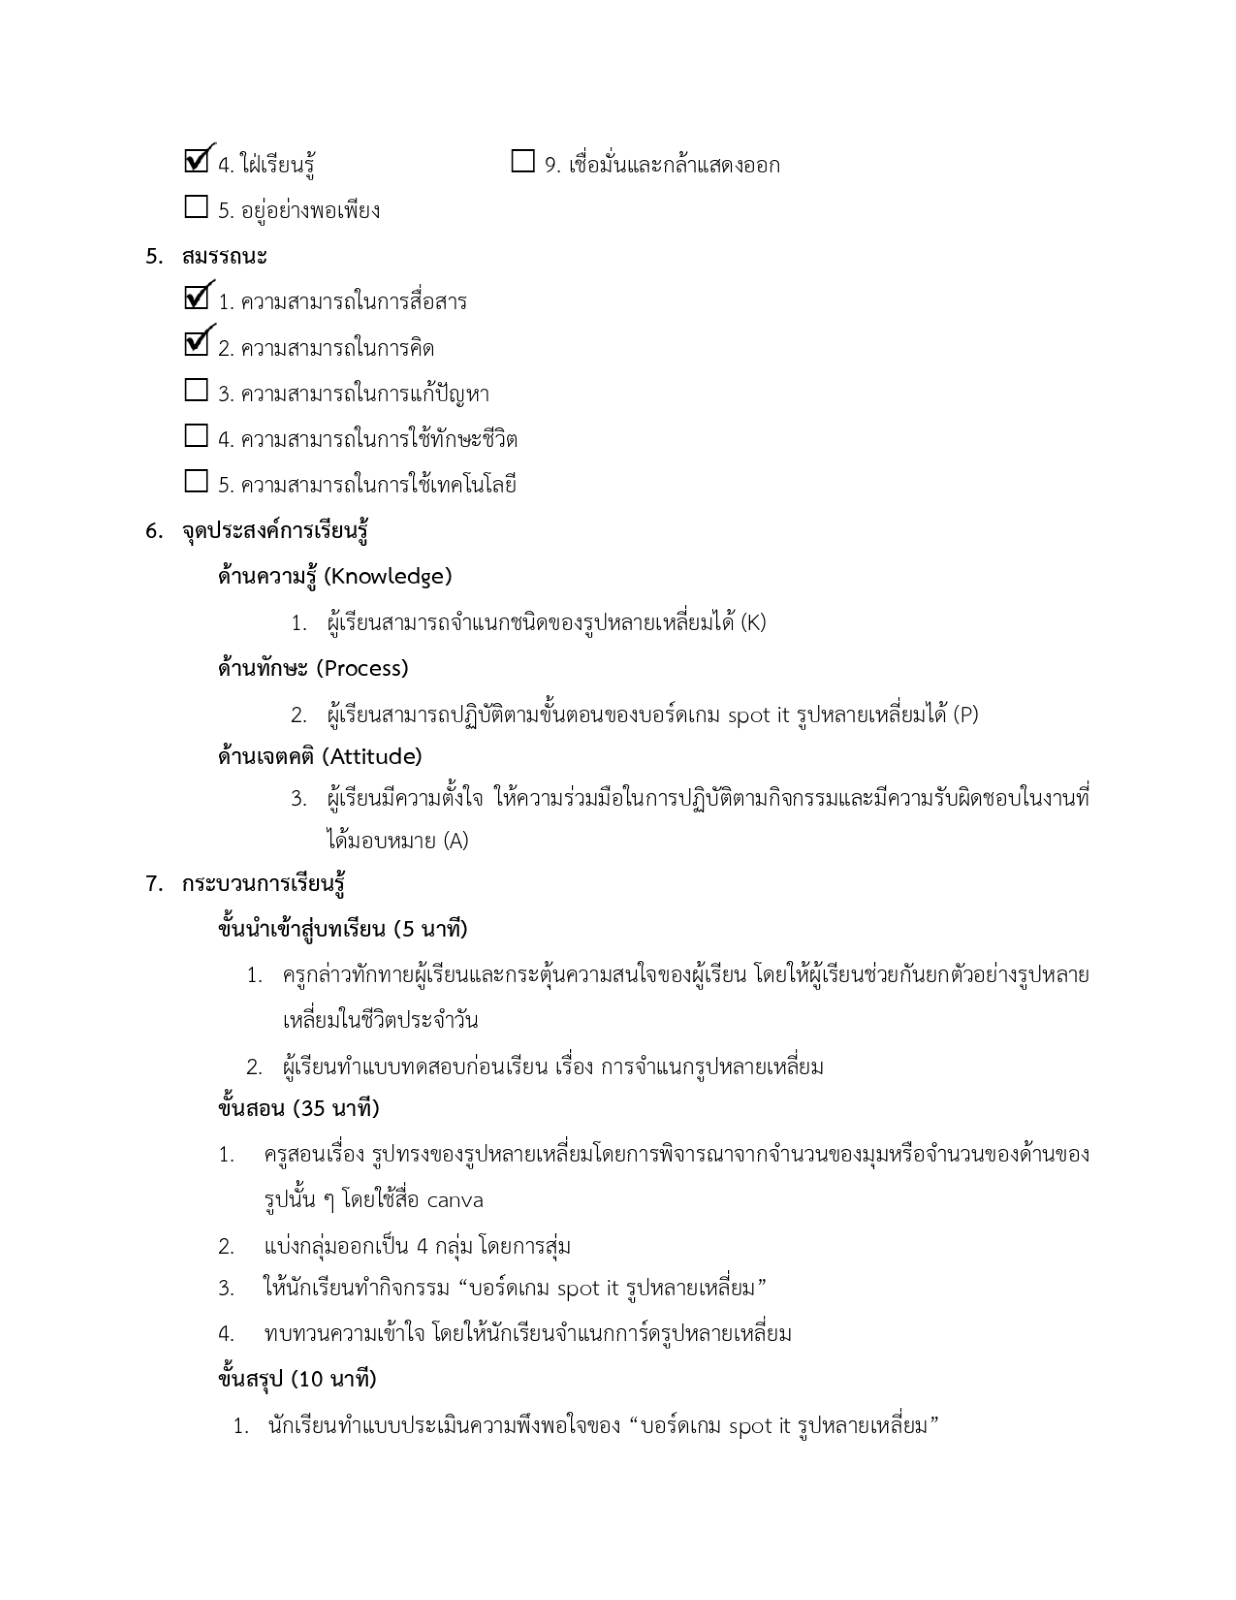 ☑ 4. ใฝ่เรียนรู้ ☐ 9. เชื่อมั่นและกล้าแสดงออก
☐ 5. อยู่อย่างพอเพียง
5. สมรรถนะ
☑ 1. ความสามารถในการสื่อสาร
☑ 2. ความสามารถในการคิด
☐ 3. ความสามารถในการแก้ปัญหา
☐ 4. ความสามารถในการใช้ทักษะชีวิต
☐ 5. ความสามารถในการใช้เทคโนโลยี
6. จุดประสงค์การเรียนรู้
ด้านความรู้ (Knowledge)
1. ผู้เรียนสามารถจำแนกชนิดของรูปหลายเหลี่ยมได้ (K)
ด้านทักษะ (Process)
2. ผู้เรียนสามารถปฏิบัติตามขั้นตอนของบอร์ดเกม spot it รูปหลายเหลี่ยมได้ (P)
ด้านเจตคติ (Attitude)
3. ผู้เรียนมีความตั้งใจ ให้ความร่วมมือในการปฏิบัติตามกิจกรรมและมีความรับผิดชอบในงานที่
ได้มอบหมาย (A)
7. กระบวนการเรียนรู้
ขั้นนำเข้าสู่บทเรียน (5 นาที)
1. ครูกล่าวทักทายผู้เรียนและกระตุ้นความสนใจของผู้เรียน โดยให้ผู้เรียนช่วยกันยกตัวอย่างรูปหลาย
เหลี่ยมในชีวิตประจำวัน
2. ผู้เรียนทำแบบทดสอบก่อนเรียน เรื่อง การจำแนกรูปหลายเหลี่ยม
ขั้นสอน (35 นาที)
1. ครูสอนเรื่อง รูปทรงของรูปหลายเหลี่ยมโดยการพิจารณาจากจำนวนของมุมหรือจำนวนของด้านของ
รูปนั้น ๆ โดยใช้สื่อ canva
2. แบ่งกลุ่มออกเป็น 4 กลุ่ม โดยการสุ่ม
3. ให้นักเรียนทำกิจกรรม “บอร์ดเกม spot it รูปหลายเหลี่ยม”
4. ทบทวนความเข้าใจ โดยให้นักเรียนจำแนกการ์ดรูปหลายเหลี่ยม
ขั้นสรุป (10 นาที)
1. นักเรียนทำแบบประเมินความพึงพอใจของ “บอร์ดเกม spot it รูปหลายเหลี่ยม”